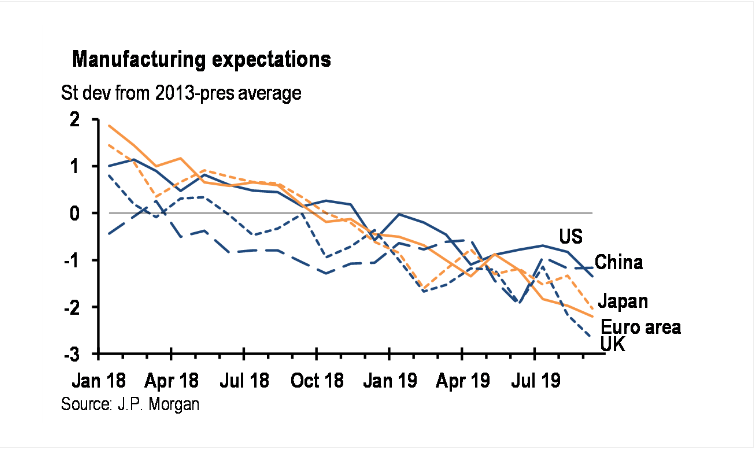 Manufacturing expectations
St dev from 2013-pres average
2
1
0
-1
-2
-3
US
China
Japan
Euro area
UK
Jan 18 Apr 18 Jul 18 Oct 18 Jan 19 Apr 19 Jul 19
Source: J.P. Morgan